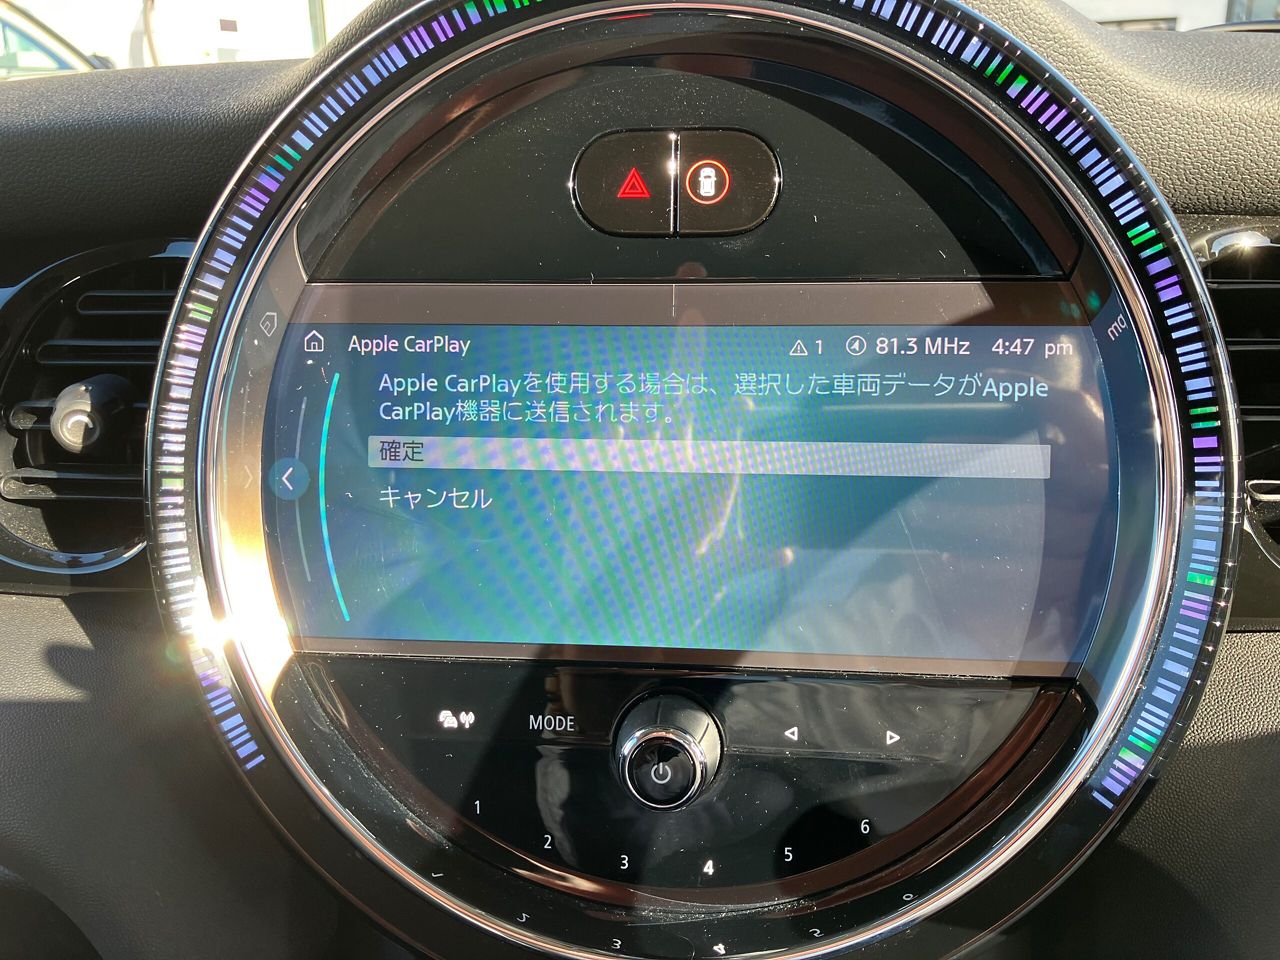 Apple CarPlay 1 81.3 MHz 4:47 pm
Apple CarPlayを使用する場合は、選択した車両データがApple
CarPlay機器に送信されます。
確定
キャンセル
MODE
1 2 3 4 5 6